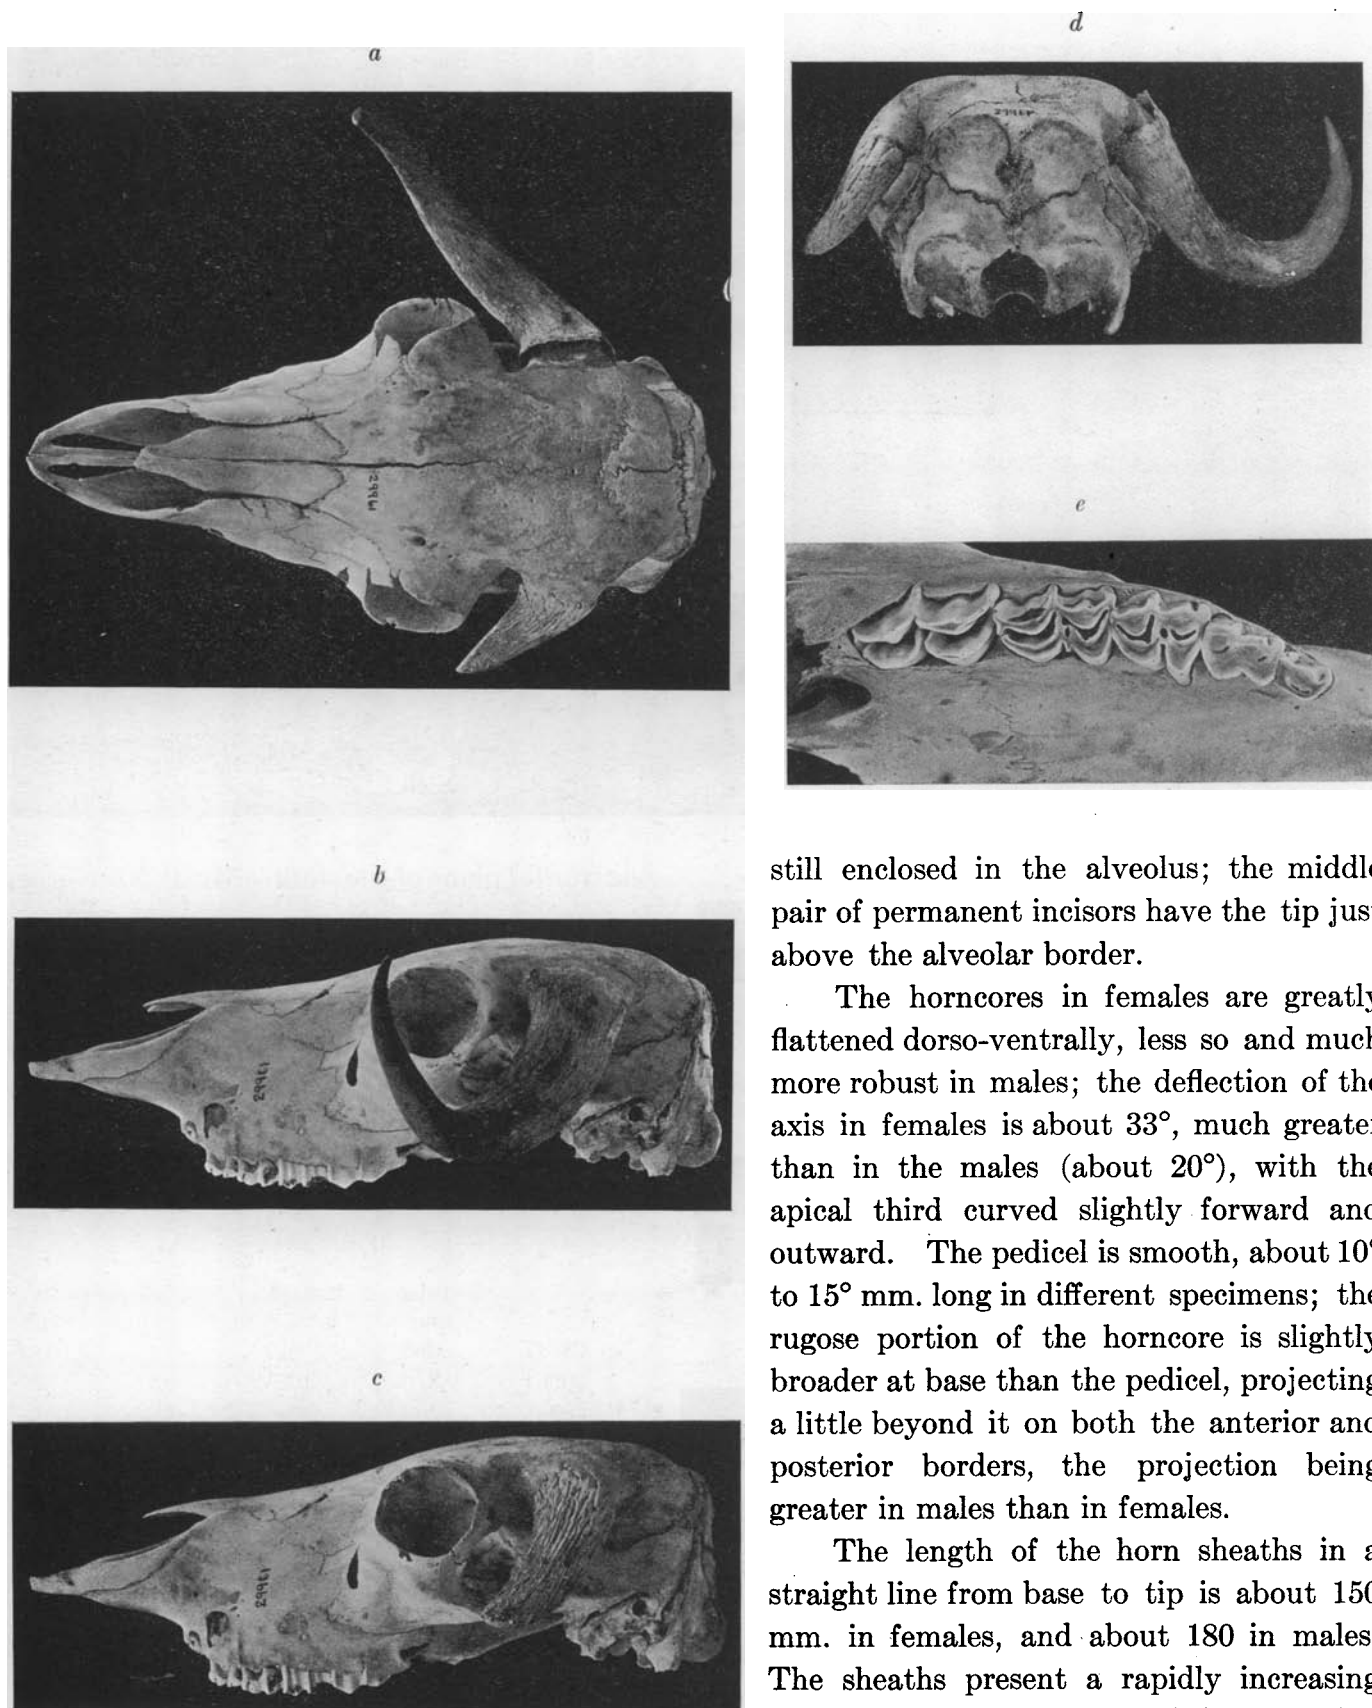 a
b
c
d
e
still enclosed in the alveolus; the middle
pair of permanent incisors have the tip just
above the alveolar border.
The horncores in females are greatly
flattened dorso-ventrally, less so and much
more robust in males; the deflection of the
axis in females is about 33°, much greater
than in the males (about 20°), with the
apical third curved slightly forward and
outward. The pedicel is smooth, about 10°
to 15° mm. long in different specimens; the
rugose portion of the horncore is slightly
broader at base than the pedicel, projecting
a little beyond it on both the anterior and
posterior borders, the projection being
greater in males than in females.
The length of the horn sheaths in a
straight line from base to tip is about 150
mm. in females, and about 180 in males.
The sheaths present a rapidly increasing